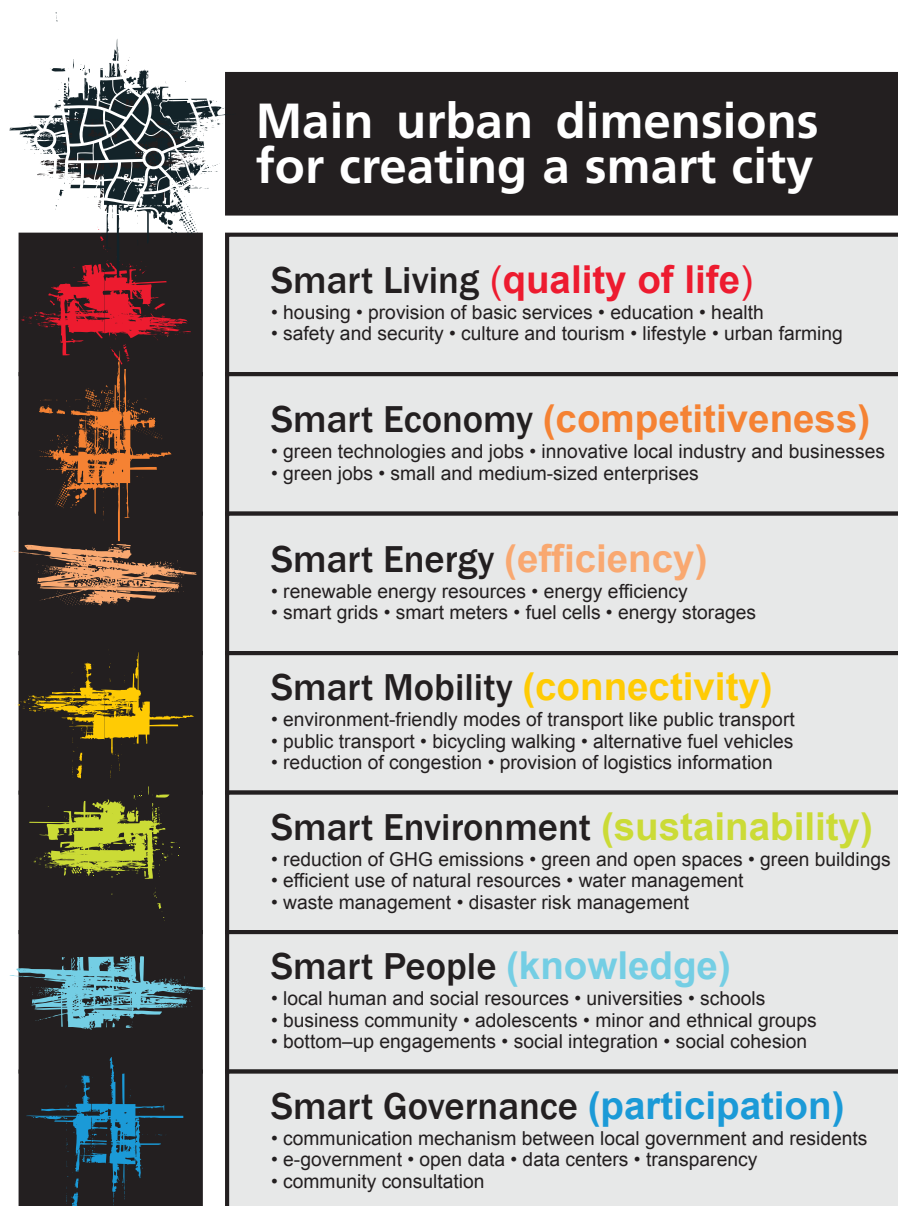 Main urban dimensions
for creating a smart city
Smart Living (quality of life)
• housing • provision of basic services • education • health
• safety and security • culture and tourism • lifestyle • urban farming
Smart Economy (competitiveness)
• green technologies and jobs • innovative local industry and businesses
• green jobs • small and medium-sized enterprises
Smart Energy (efficiency)
• renewable energy resources • energy efficiency
• smart grids • smart meters • fuel cells • energy storages
Smart Mobility (connectivity)
• environment-friendly modes of transport like public transport
• public transport • bicycling walking • alternative fuel vehicles
• reduction of congestion • provision of logistics information
Smart Environment (sustainability)
• reduction of GHG emissions • green and open spaces • green buildings
• efficient use of natural resources • water management
• waste management • disaster risk management
Smart People (knowledge)
• local human and social resources • universities • schools
• business community • adolescents • minor and ethnical groups
• bottom–up engagements • social integration • social cohesion
Smart Governance (participation)
• communication mechanism between local government and residents
• e-government • open data • data centers • transparency
• community consultation